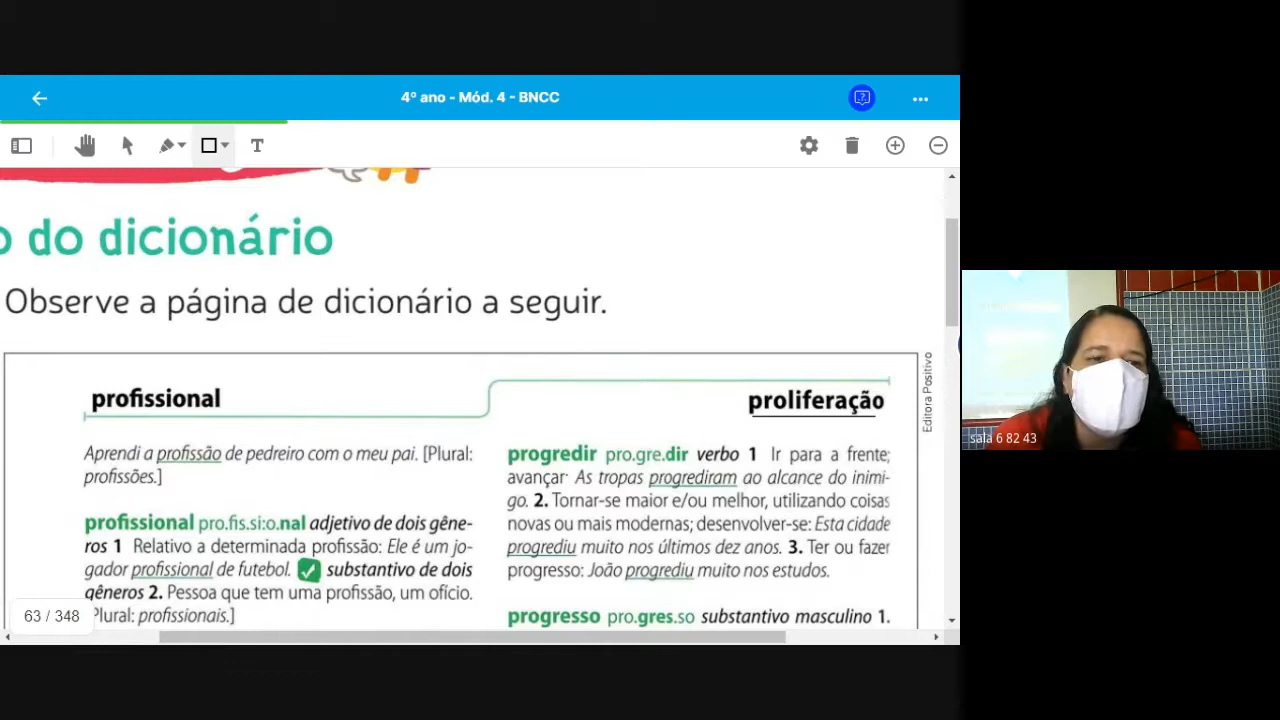 4º ano - Mód. 4 - BNCC
T
o do dicionário
Observe a página de dicionário a seguir.
Editora Positivo
profissional
proliferação
Aprendi a profissão de pedreiro com o meu pai. [Plural:
profissões.]
profissional pro.fis.si:o.nal adjetivo de dois gêne-
ros 1 Relativo a determinada profissão: Ele é um jo-
gador profissional de futebol. substantivo de dois
gêneros 2. Pessoa que tem uma profissão, um ofício.
Plural: profissionais.]
progredir pro.gre.dir verbo 1 Ir para a frente;
avançar: As tropas progrediram ao alcance do inimi-
go. 2. Tornar-se maior e/ou melhor, utilizando coisas
novas ou mais modernas; desenvolver-se: Esta cidade
progrediu muito nos últimos dez anos. 3. Ter ou fazer
progresso: João progrediu muito nos estudos.
progresso pro.gres.so substantivo masculino 1.
63 / 348
sala 6 82 43